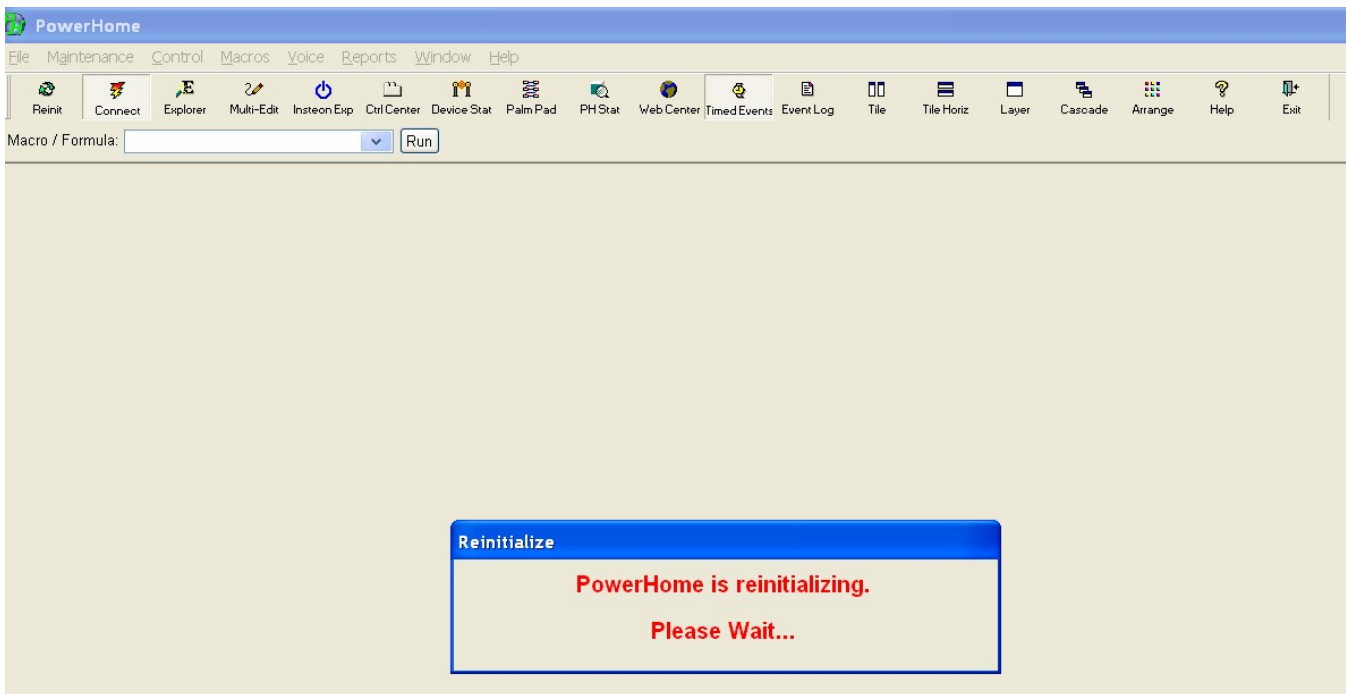 PowerHome
File Maintenance Control Macros Voice Reports Window Help
Reinit Connect Explorer Multi-Edit Insteon Exp Ctrl Center Device Stat Palm Pad PH Stat Web Center Timed Events Event Log Tile Tile Horiz Layer Cascade Arrange Help Exit
Macro / Formula: Run
Reinitialize
PowerHome is reinitializing.
Please Wait...